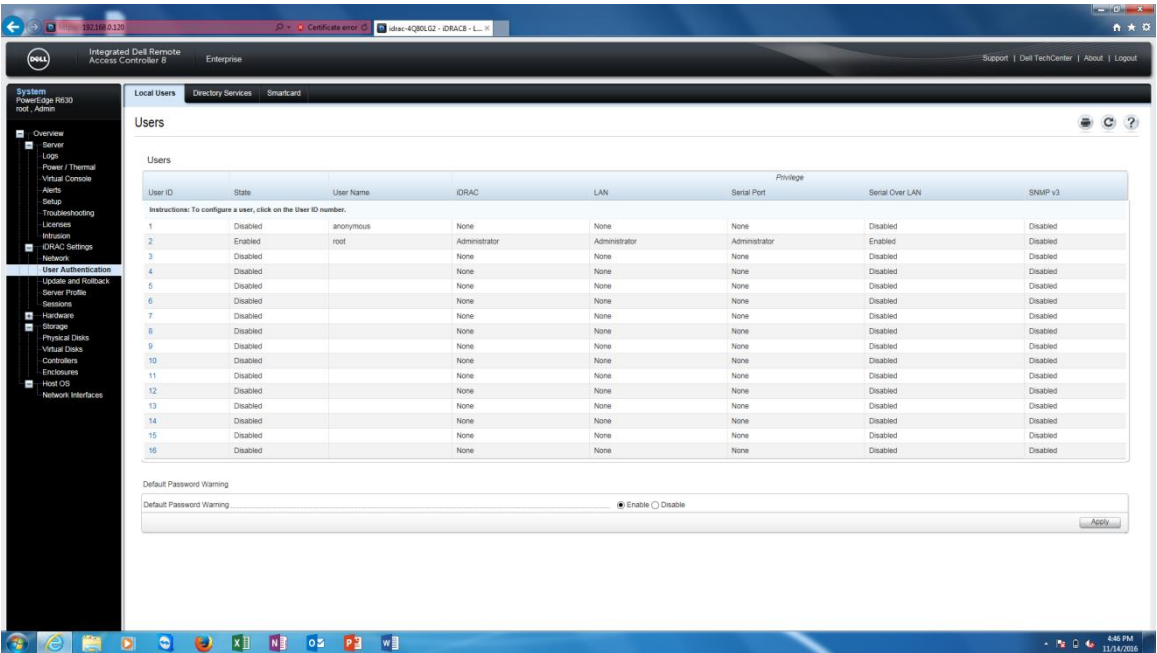 192.168.0.120
Certificate error
idrac-4Q80LG2 - iDRAC8 - L...
DELL
Integrated Dell Remote
Access Controller 8
Enterprise
Support | Dell TechCenter | About | Logout
System
PowerEdge R630
root , Admin
Overview
Server
Logs
Power / Thermal
Virtual Console
Alerts
Setup
Troubleshooting
Licenses
Intrusion
iDRAC Settings
Network
User Authentication
Update and Rollback
Server Profile
Sessions
Hardware
Storage
Physical Disks
Virtual Disks
Controllers
Enclosures
Host OS
Network Interfaces
Local Users Directory Services Smartcard
Users
Users
Privilege
User ID State User Name iDRAC LAN Serial Port Serial Over LAN SNMP v3
Instructions: To configure a user, click on the User ID number.
1 Disabled anonymous None None None Disabled Disabled
2 Enabled root Administrator Administrator Administrator Enabled Disabled
3 Disabled None None None Disabled Disabled
4 Disabled None None None Disabled Disabled
5 Disabled None None None Disabled Disabled
6 Disabled None None None Disabled Disabled
7 Disabled None None None Disabled Disabled
8 Disabled None None None Disabled Disabled
9 Disabled None None None Disabled Disabled
10 Disabled None None None Disabled Disabled
11 Disabled None None None Disabled Disabled
12 Disabled None None None Disabled Disabled
13 Disabled None None None Disabled Disabled
14 Disabled None None None Disabled Disabled
15 Disabled None None None Disabled Disabled
16 Disabled None None None Disabled Disabled
Default Password Warning
Default Password Warning Enable Disable
Apply
4:46 PM
11/14/2016